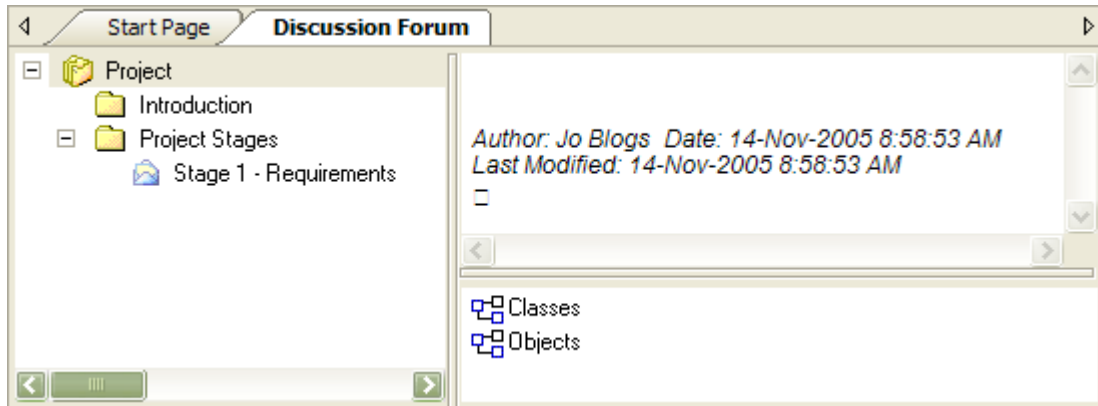 Start Page
Discussion Forum
Project
Introduction
Project Stages
Stage 1 - Requirements
Author: Jo Blogs  Date: 14-Nov-2005 8:58:53 AM
Last Modified: 14-Nov-2005 8:58:53 AM
Classes
Objects